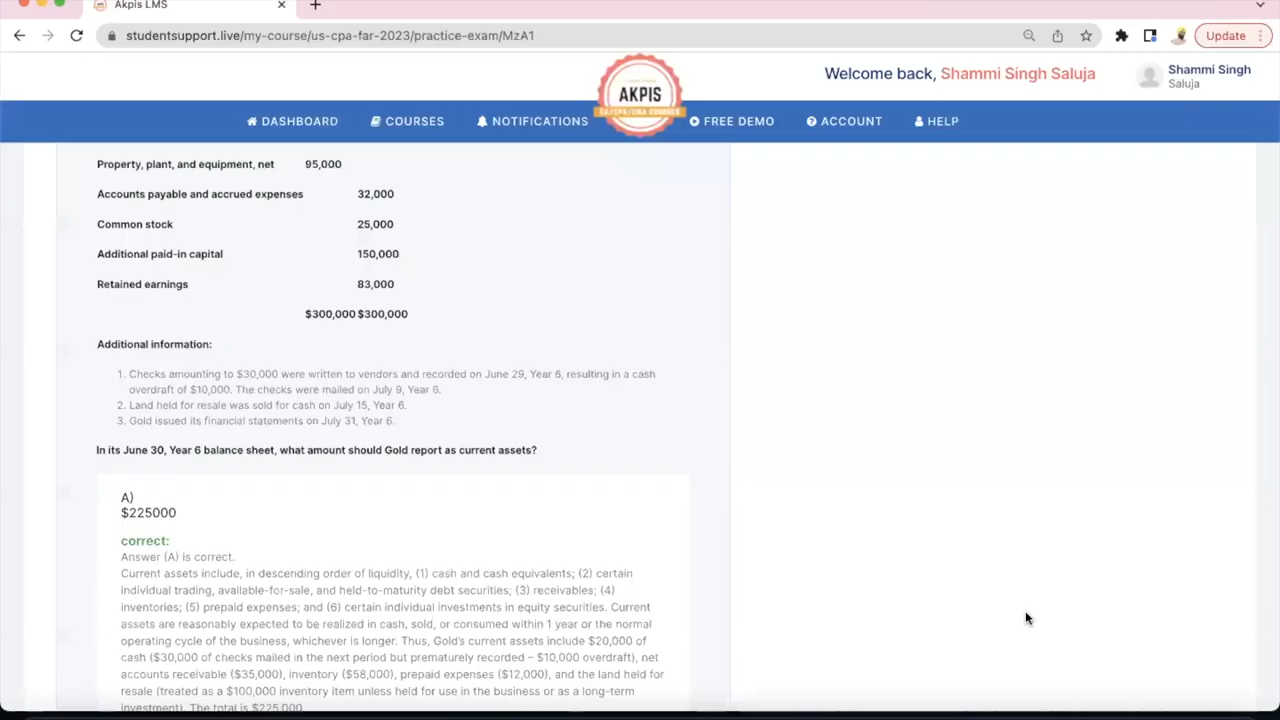 Akpis LMS
studentsupport.live/my-course/us-cpa-far-2023/practice-exam/MzA1
Update
Welcome back, Shammi Singh Saluja
Shammi Singh
Saluja
AKPIS
EA/CPA/CMA COURSES
DASHBOARD
COURSES
NOTIFICATIONS
FREE DEMO
ACCOUNT
HELP
Property, plant, and equipment, net 95,000
Accounts payable and accrued expenses 32,000
Common stock 25,000
Additional paid-in capital 150,000
Retained earnings 83,000
$300,000 $300,000
Additional information:
1. Checks amounting to $30,000 were written to vendors and recorded on June 29, Year 6, resulting in a cash
overdraft of $10,000. The checks were mailed on July 9, Year 6.
2. Land held for resale was sold for cash on July 15, Year 6.
3. Gold issued its financial statements on July 31, Year 6.
In its June 30, Year 6 balance sheet, what amount should Gold report as current assets?
A)
$225000
correct:
Answer (A) is correct.
Current assets include, in descending order of liquidity, (1) cash and cash equivalents; (2) certain
individual trading, available-for-sale, and held-to-maturity debt securities; (3) receivables; (4)
inventories; (5) prepaid expenses; and (6) certain individual investments in equity securities. Current
assets are reasonably expected to be realized in cash, sold, or consumed within 1 year or the normal
operating cycle of the business, whichever is longer. Thus, Gold's current assets include $20,000 of
cash ($30,000 of checks mailed in the next period but prematurely recorded – $10,000 overdraft), net
accounts receivable ($35,000), inventory ($58,000), prepaid expenses ($12,000), and the land held for
resale (treated as a $100,000 inventory item unless held for use in the business or as a long-term
investment). The total is $225,000.